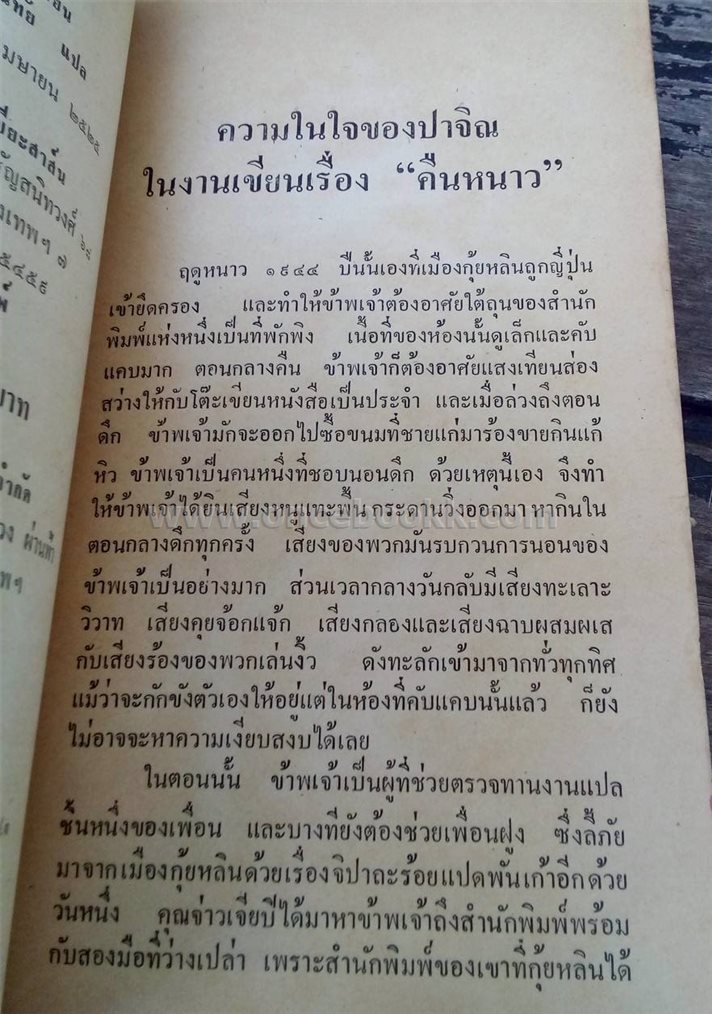 แปล
มษายน ๒๕๒๕
ความในใจของปาจิณ
ในงานเขียนเรื่อง “คืนหนาว”
ฤดูหนาว ๑๙๔๔ ปีนั้นเองที่เมืองกุ้ยหลินถูกญี่ปุ่น
เข้ายึดครอง และทำให้ข้าพเจ้าต้องอาศัยใต้ถุนของสำนัก
พิมพ์แห่งหนึ่งเป็นที่พักพิง เนื้อที่ของห้องนั้นดูเล็กและคับ
แคบมาก ตอนกลางคืน ข้าพเจ้าก็ต้องอาศัยแสงเทียนส่อง
สว่างให้กับโต๊ะเขียนหนังสือเป็นประจำ และเมื่อล่วงถึงตอน
ดึก ข้าพเจ้ามักจะออกไปซื้อขนมที่ชายแก่มาร้องขายกินแก้
หิว ข้าพเจ้าเป็นคนหนึ่งที่ชอบนอนดึก ด้วยเหตุนี้เอง จึงทำ
ให้ข้าพเจ้าได้ยินเสียงหนูแทะพื้น กระดานวิ่งออกมา หากินใน
ตอนกลางดึกทุกครั้ง เสียงของพวกมันรบกวนการนอนของ
ข้าพเจ้าเป็นอย่างมาก ส่วนเวลากลางวันกลับมีเสียงทะเลาะ
วิวาท เสียงคุยจ้อกแจ้ก เสียงกลองและเสียงฉาบผสมผเส
กับเสียงร้องของพวกเล่นงิ้ว ดังทะลักเข้ามาจากทั่วทุกทิศ
แม้ว่าจะกักขังตัวเองให้อยู่แต่ในห้องที่คับแคบนั้นแล้ว ก็ยัง
ไม่อาจจะหาความเงียบสงบได้เลย
ในตอนนั้น ข้าพเจ้าเป็นผู้ที่ช่วยตรวจทานงานแปล
ชิ้นหนึ่งของเพื่อน และบางทียังต้องช่วยเพื่อนฝูง ซึ่งลี้ภัย
มาจากเมืองกุ้ยหลินด้วยเรื่องจิปาถะร้อยแปดพันเก้าอีกด้วย
วันหนึ่ง คุณจ่าวเจียปีได้มาหาข้าพเจ้าถึงสำนักพิมพ์พร้อม
กับสองมือที่ว่างเปล่า เพราะสำนักพิมพ์ของเขาที่กุ้ยหลินได้